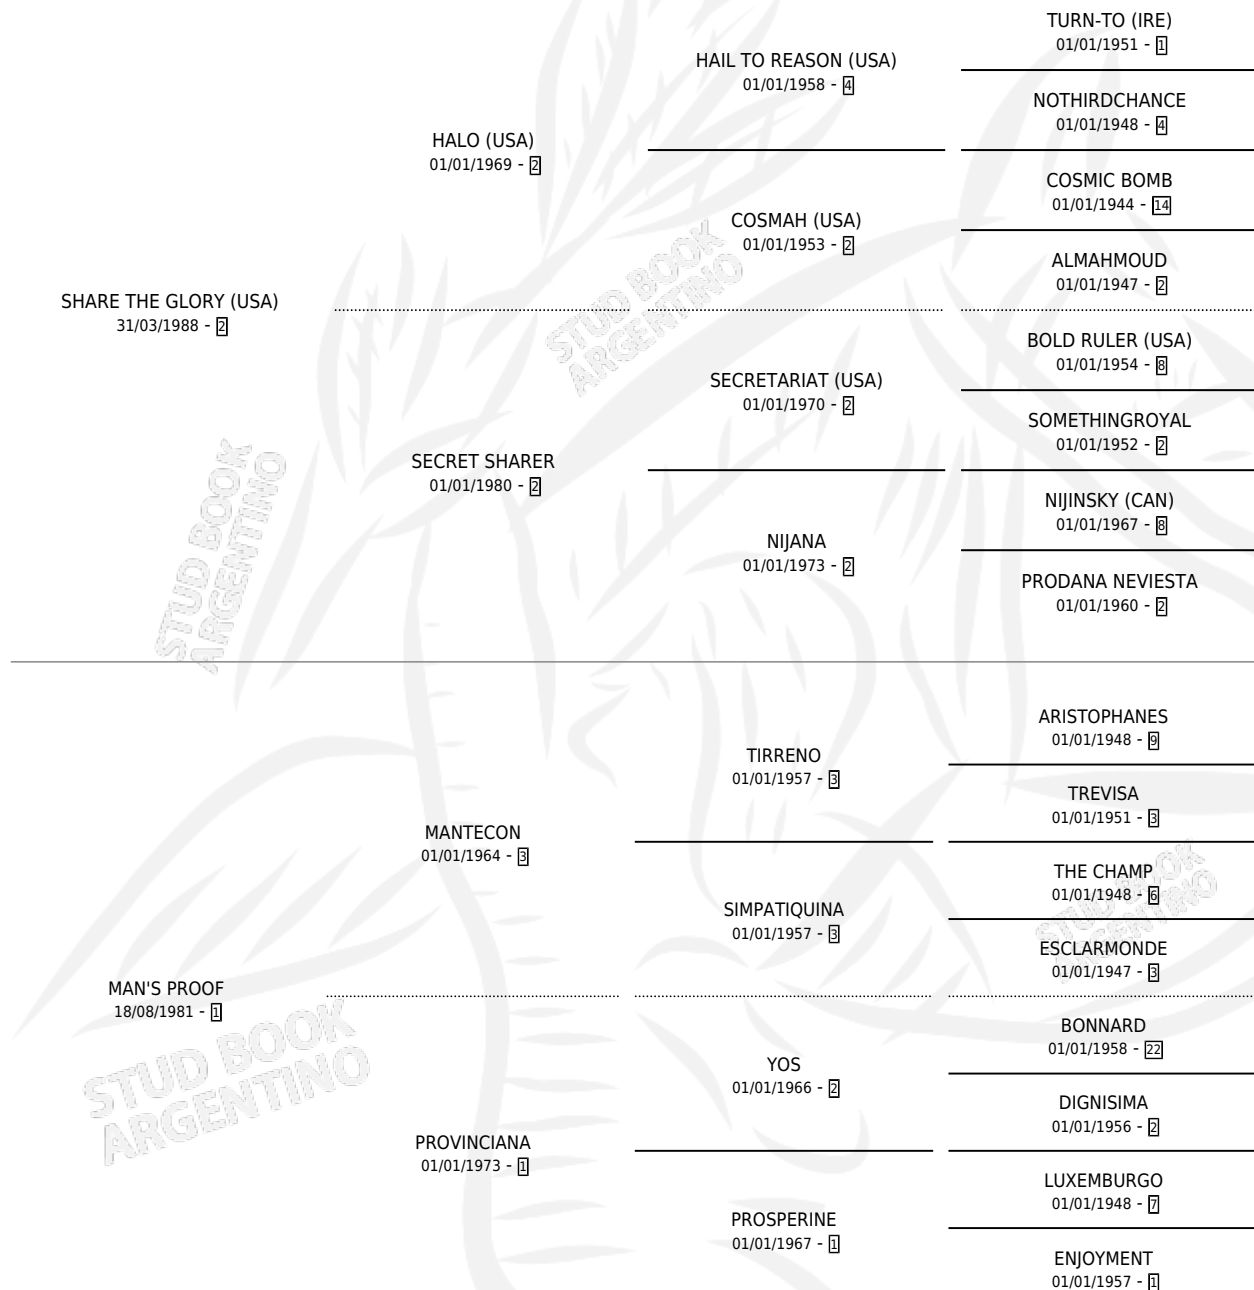 TURN-TO (IRE)
01/01/1951 - 1
HAIL TO REASON (USA)
01/01/1958 - 4
NOTHIRDCHANCE
01/01/1948 - 4
HALO (USA)
01/01/1969 - 2
COSMIC BOMB
01/01/1944 - 14
COSMAH (USA)
01/01/1953 - 2
ALMAHMOUD
01/01/1947 - 2
SHARE THE GLORY (USA)
31/03/1988 - 2
BOLD RULER (USA)
01/01/1954 - 8
SECRETARIAT (USA)
01/01/1970 - 2
SOMETHINGROYAL
01/01/1952 - 2
SECRET SHARER
01/01/1980 - 2
NIJINSKY (CAN)
01/01/1967 - 8
NIJANA
01/01/1973 - 2
PRODANA NEVIESTA
01/01/1960 - 2
ARISTOPHANES
01/01/1948 - 9
TIRRENO
01/01/1957 - 3
TREVISA
01/01/1951 - 3
MANTECON
01/01/1964 - 3
THE CHAMP
01/01/1948 - 6
SIMPATIQUINA
01/01/1957 - 3
ESCLARMONDE
01/01/1947 - 3
MAN'S PROOF
18/08/1981 - 1
BONNARD
01/01/1958 - 22
YOS
01/01/1966 - 2
DIGNISIMA
01/01/1956 - 2
PROVINCIANA
01/01/1973 - 1
LUXEMBURGO
01/01/1948 - 7
PROSPERINE
01/01/1967 - 1
ENJOYMENT
01/01/1957 - 1
STUD BOOK
ARGENTINO
STUD BOOK
ARGENTINO
STUD BOOK
ARGENTINO
STUD BOOK
ARGENTINO